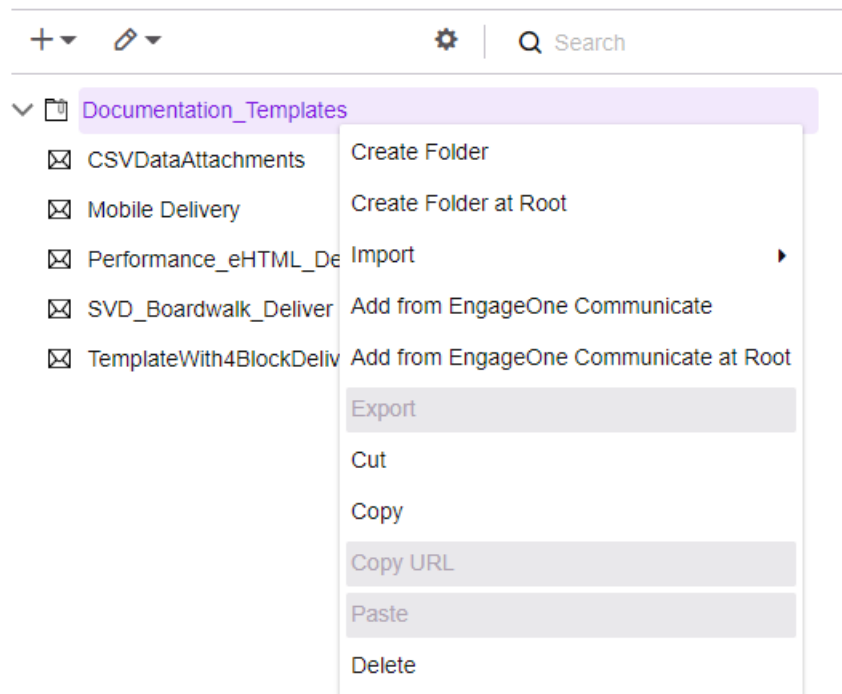 Search
Documentation_Templates
CSVDataAttachments
Mobile Delivery
Performance_eHTML_De
SVD_Boardwalk_Deliver
TemplateWith4BlockDeliv
Create Folder
Create Folder at Root
Import
Add from EngageOne Communicate
Add from EngageOne Communicate at Root
Export
Cut
Copy
Copy URL
Paste
Delete